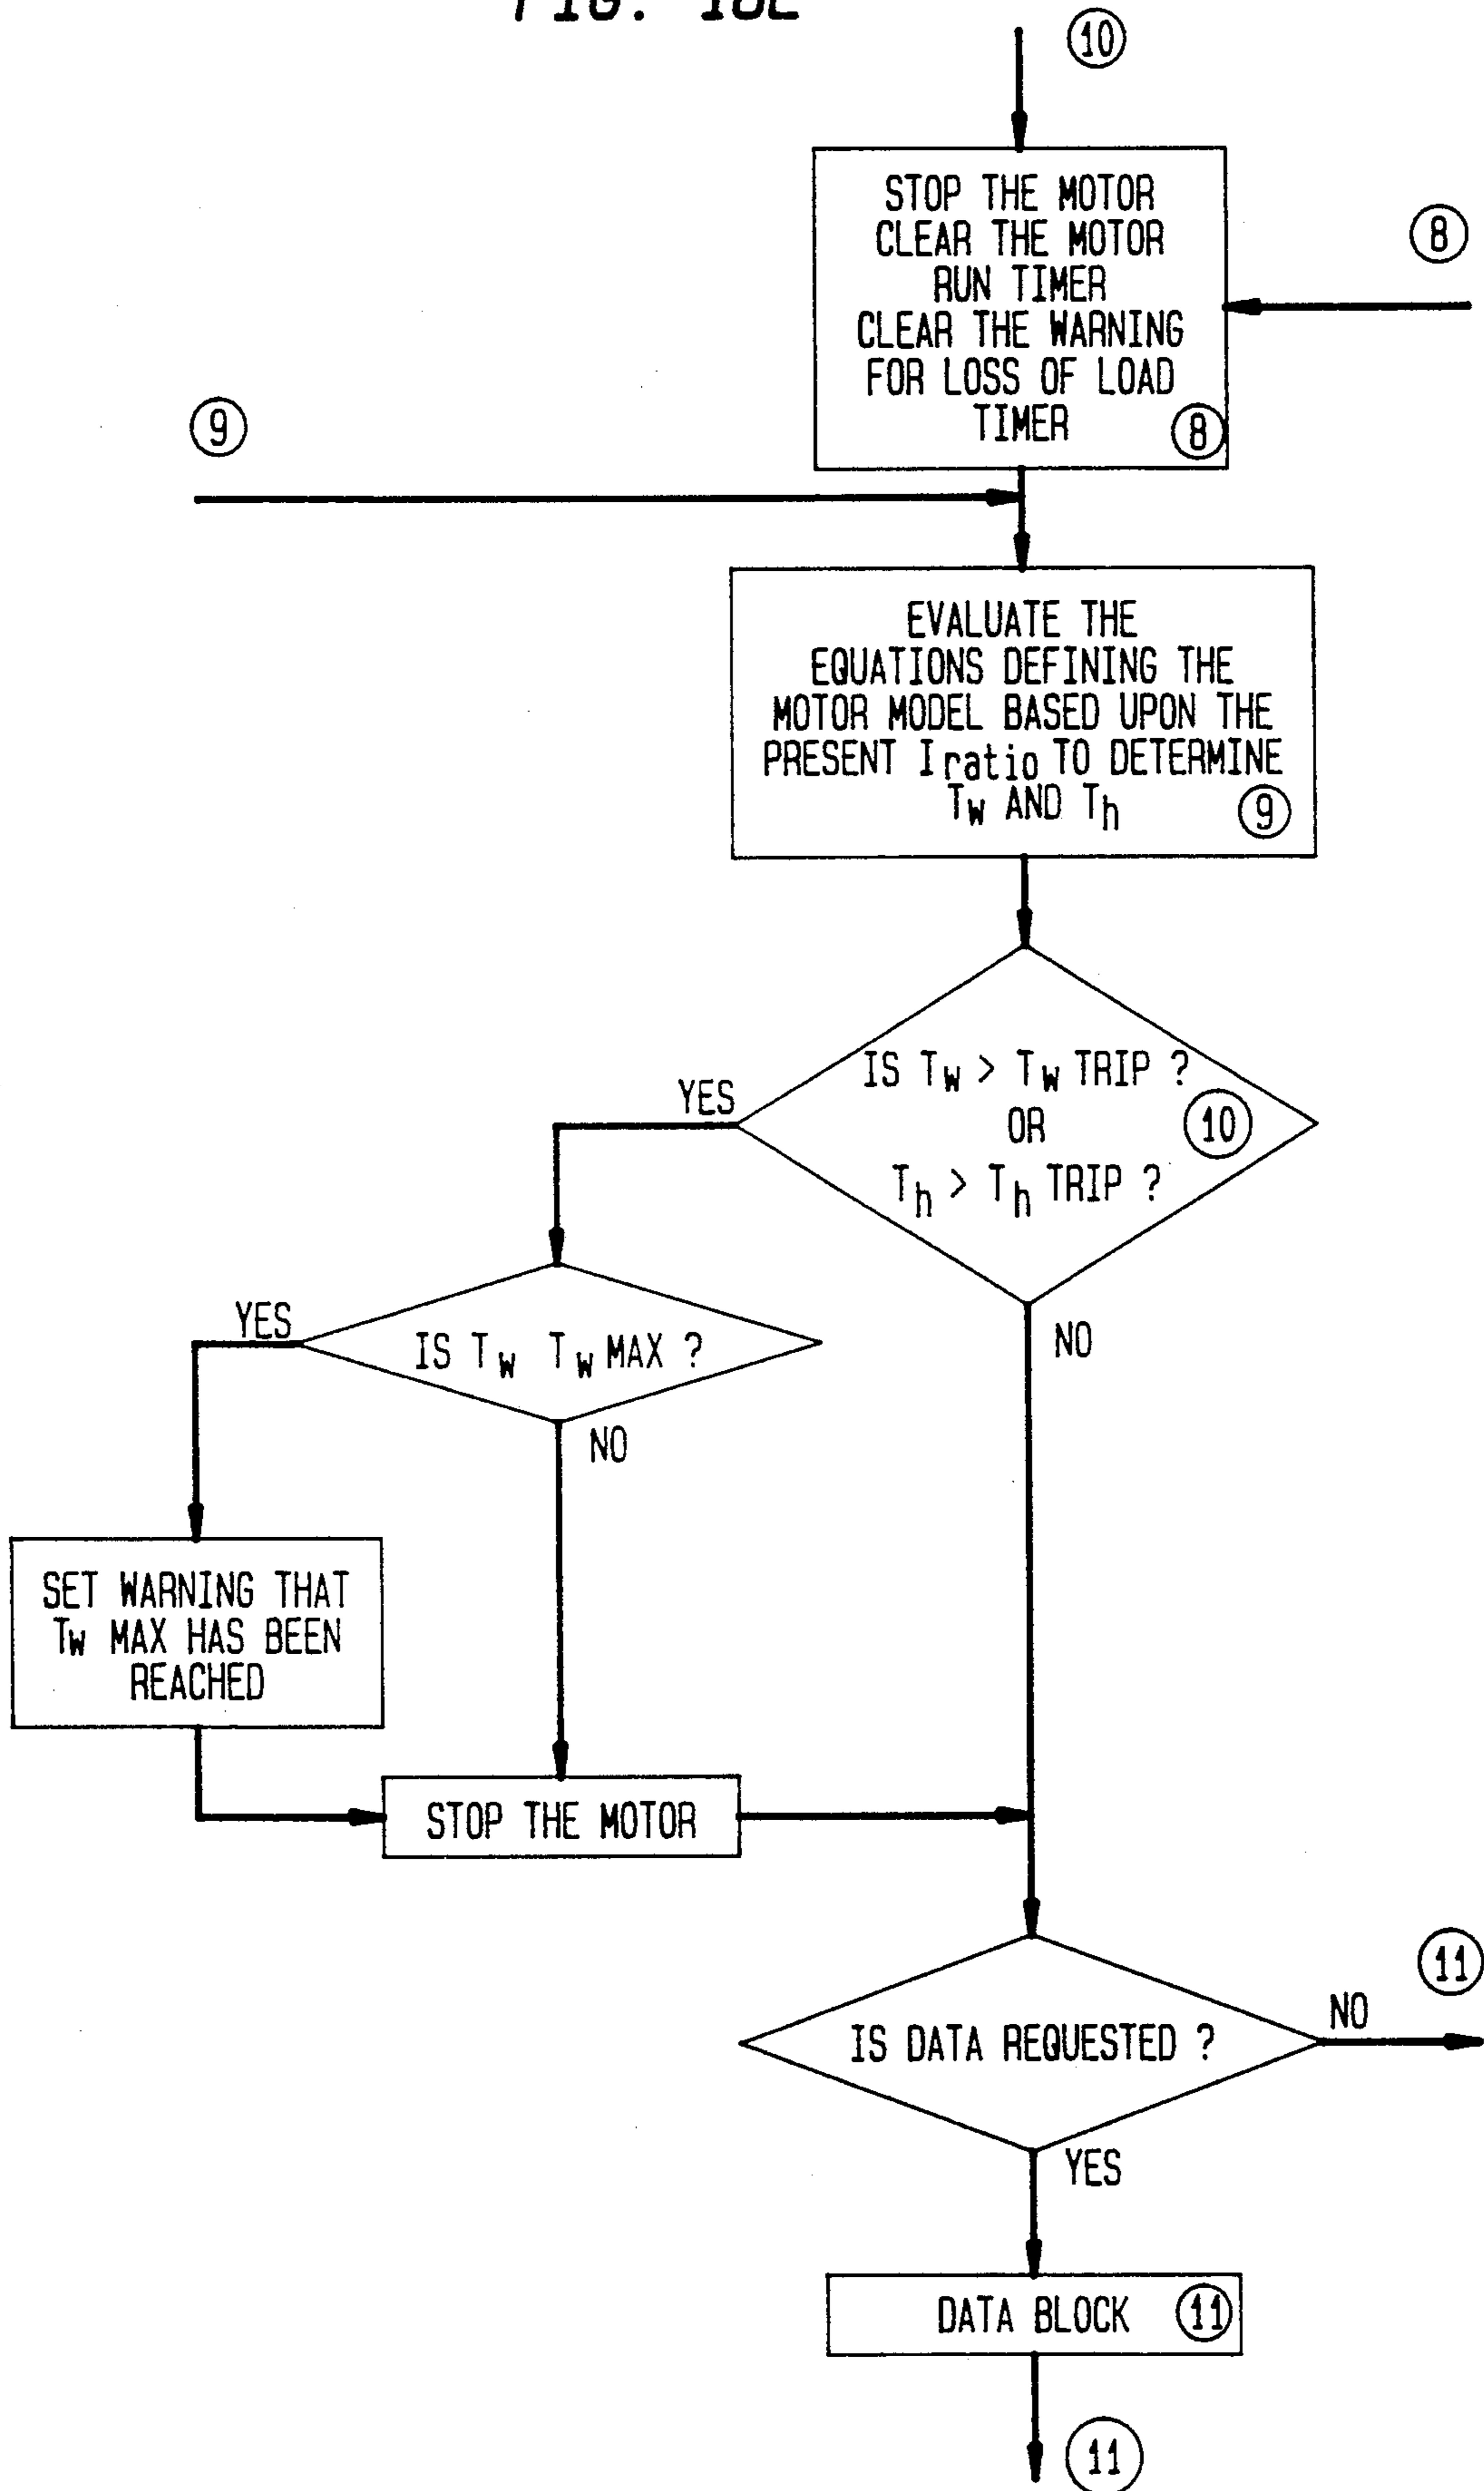 FIG. 18E
10
STOP THE MOTOR
CLEAR THE MOTOR
RUN TIMER
CLEAR THE WARNING
FOR LOSS OF LOAD
TIMER
8
8
9
EVALUATE THE
EQUATIONS DEFINING THE
MOTOR MODEL BASED UPON THE
PRESENT Iratio TO DETERMINE
Tw AND Th
9
IS Tw > Tw TRIP ?
OR
Th > Th TRIP ?
10
YES
NO
IS Tw Tw MAX ?
YES
NO
SET WARNING THAT
Tw MAX HAS BEEN
REACHED
STOP THE MOTOR
IS DATA REQUESTED ?
NO
11
YES
DATA BLOCK
11
11